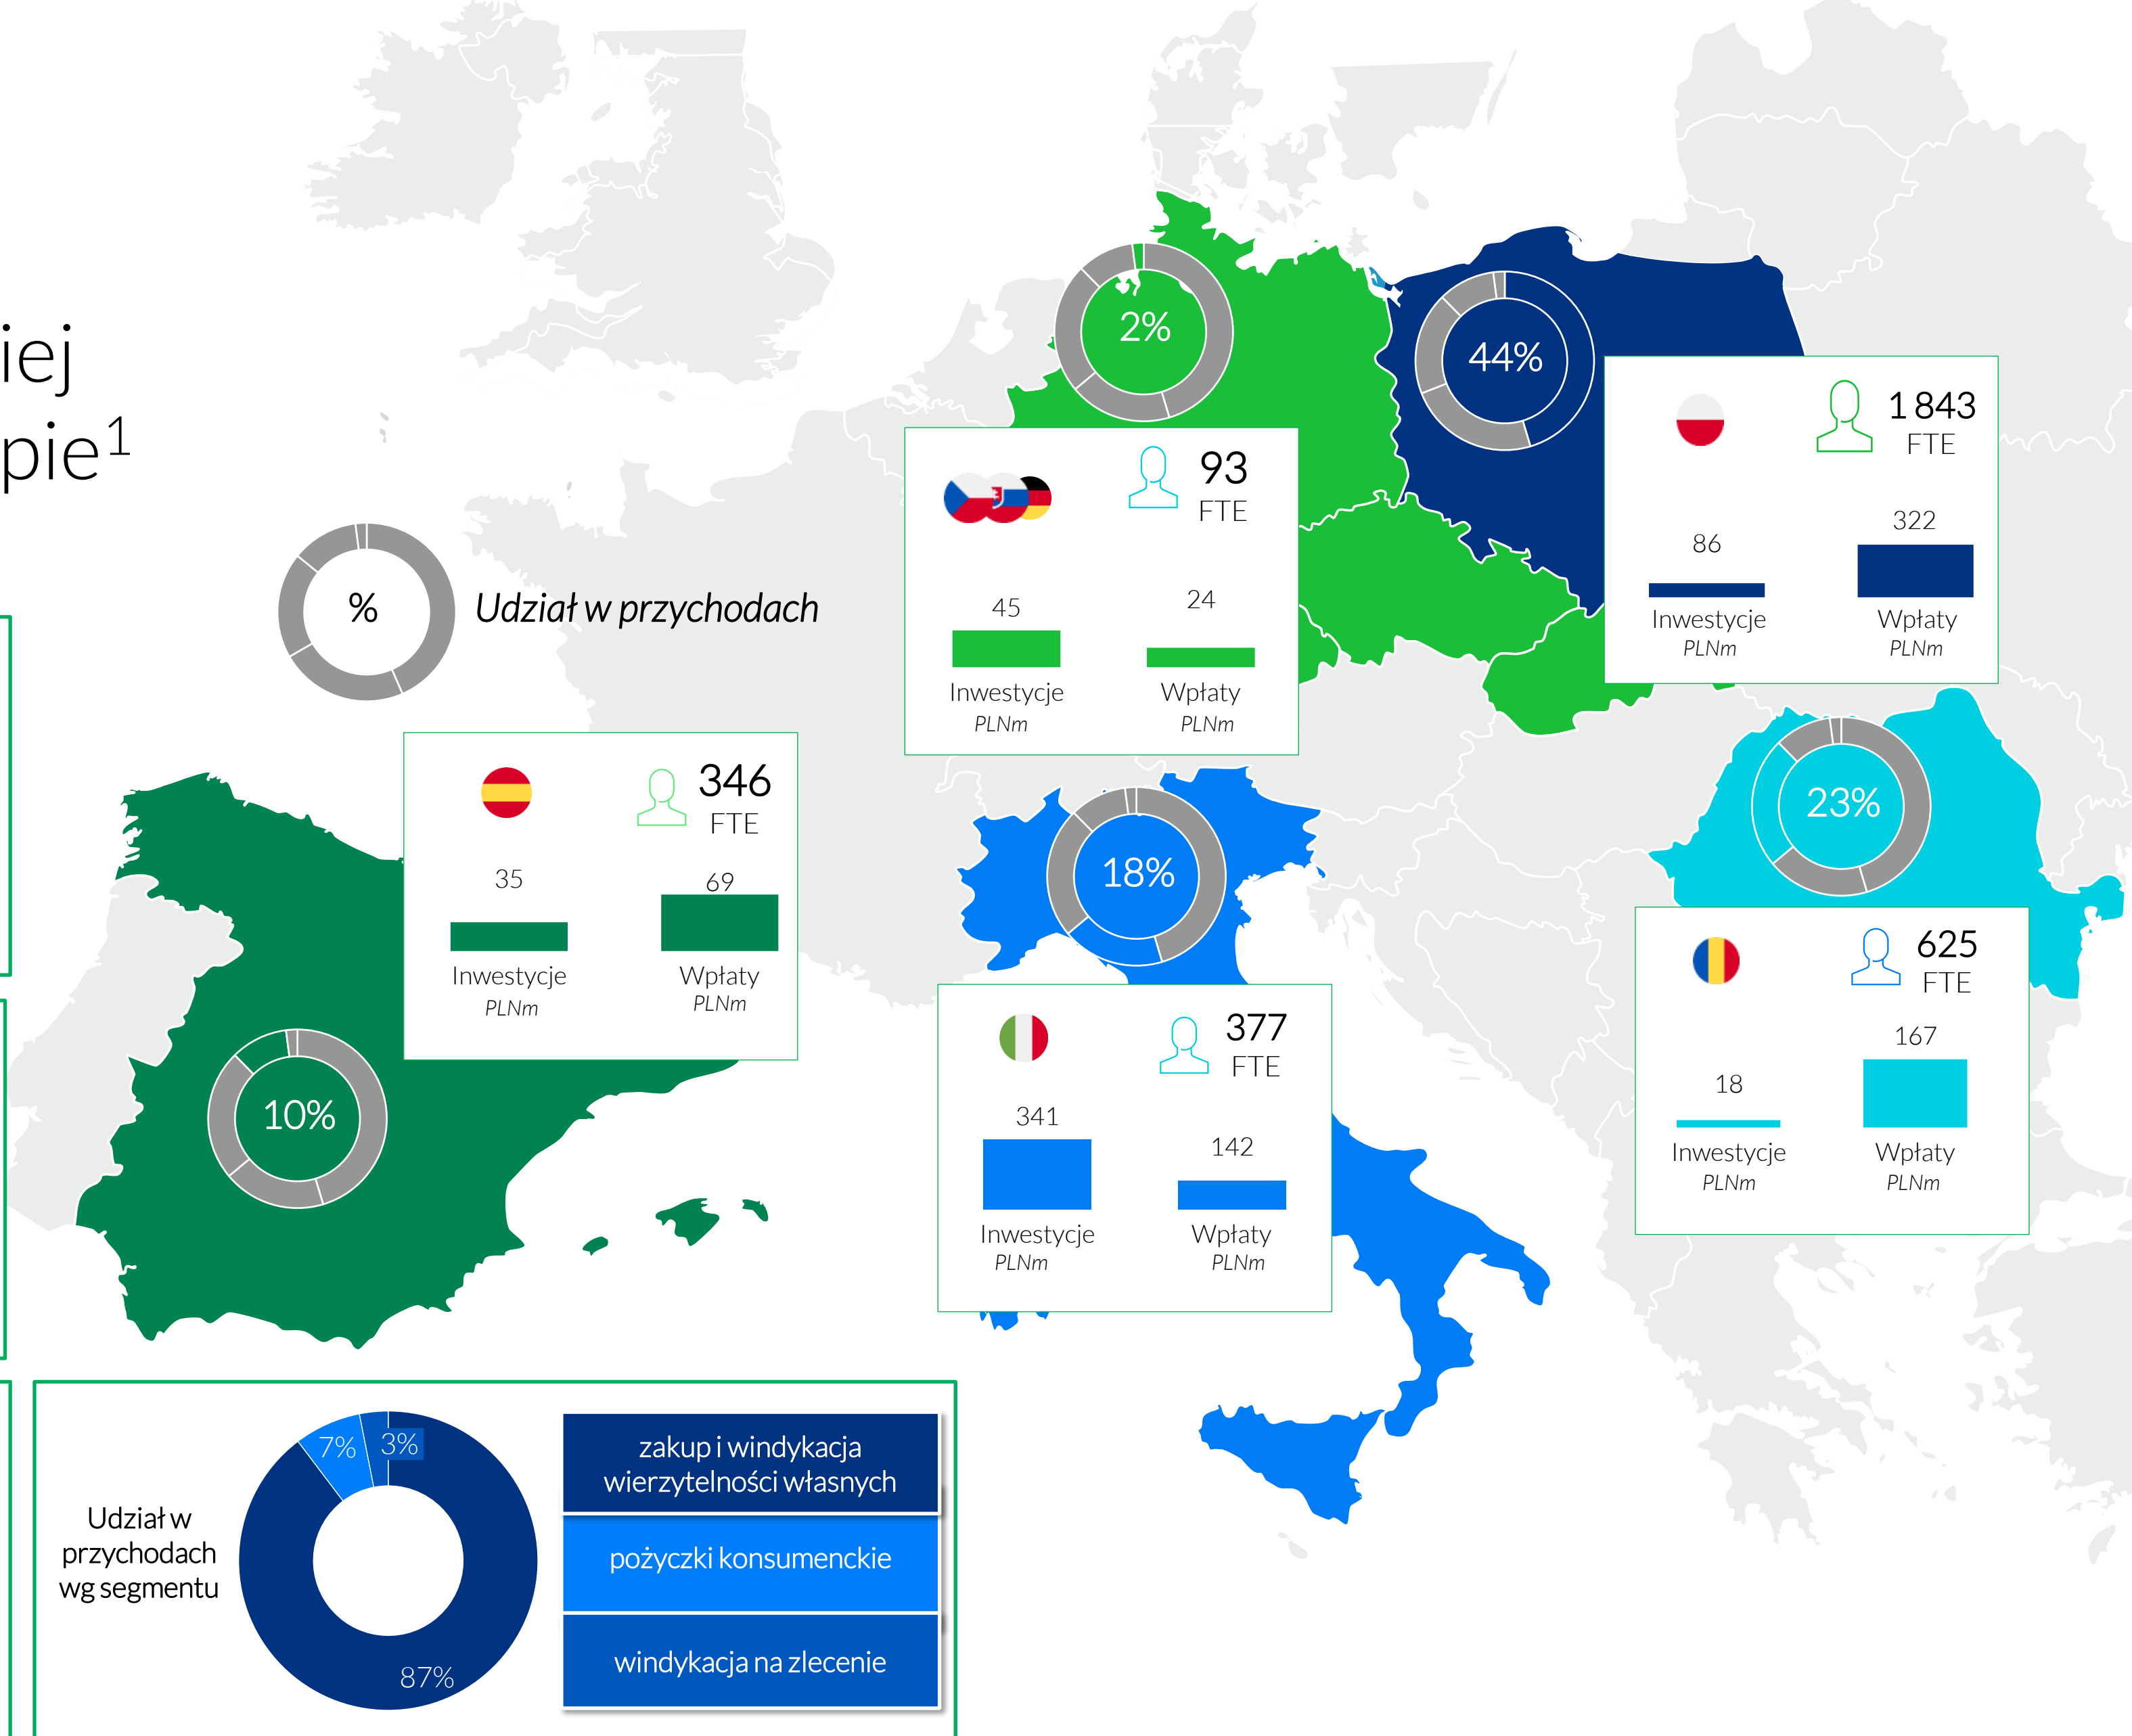 iej
pie1
%
Udział w przychodach
2%
93
FTE
45
24
Inwestycje
PLNm
Wpłaty
PLNm
44%
1 843
FTE
86
322
Inwestycje
PLNm
Wpłaty
PLNm
346
FTE
35
69
Inwestycje
PLNm
Wpłaty
PLNm
10%
18%
377
FTE
341
142
Inwestycje
PLNm
Wpłaty
PLNm
23%
625
FTE
18
167
Inwestycje
PLNm
Wpłaty
PLNm
Udział w
przychodach
wg segmentu
7%
3%
87%
zakup i windykacja
wierzytelności własnych
pożyczki konsumenckie
windykacja na zlecenie